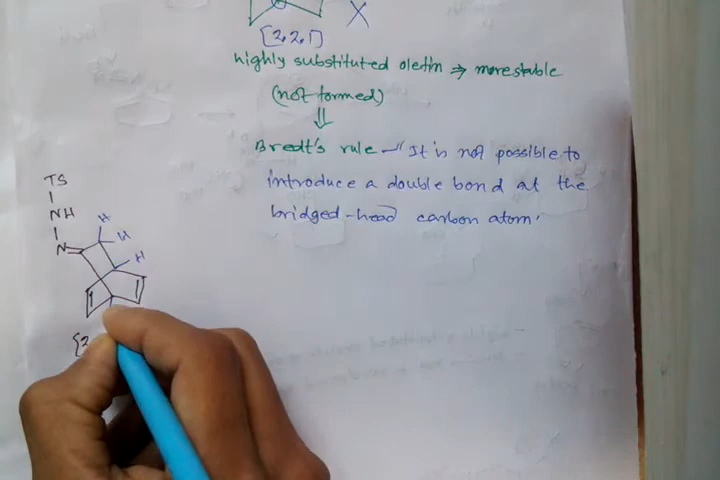 [2,2,1]
X
highly substituted olefin ⇒ more stable
(not formed)
⇓
Bredt's rule – "It is not possible to
introduce a double bond at the
bridged-head carbon atom.
TS
NH
N
H
H
H
[2